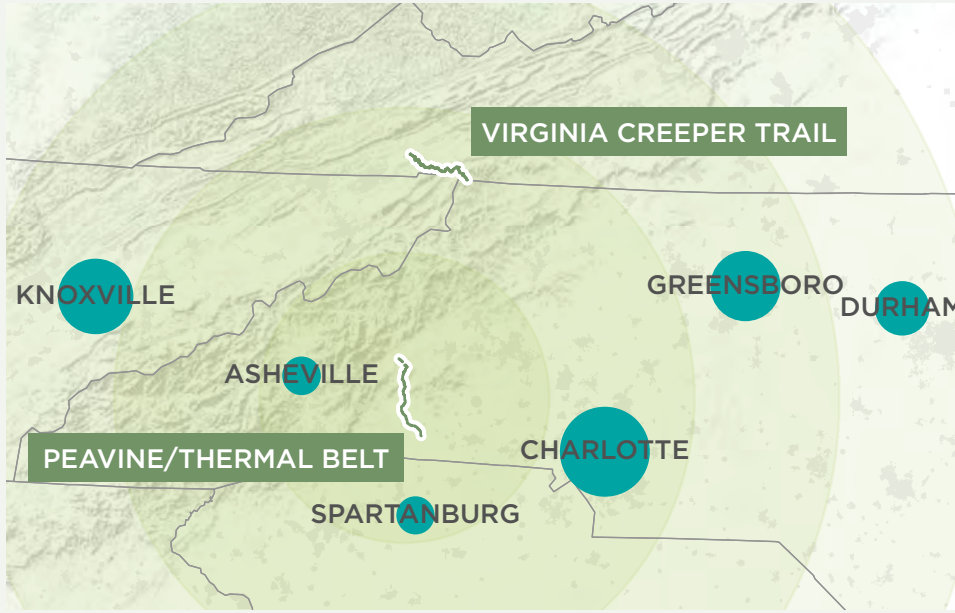 VIRGINIA CREEPER TRAIL
KNOXVILLE
GREENSBORO
DURHAM
ASHEVILLE
PEAVINE/THERMAL BELT
CHARLOTTE
SPARTANBURG